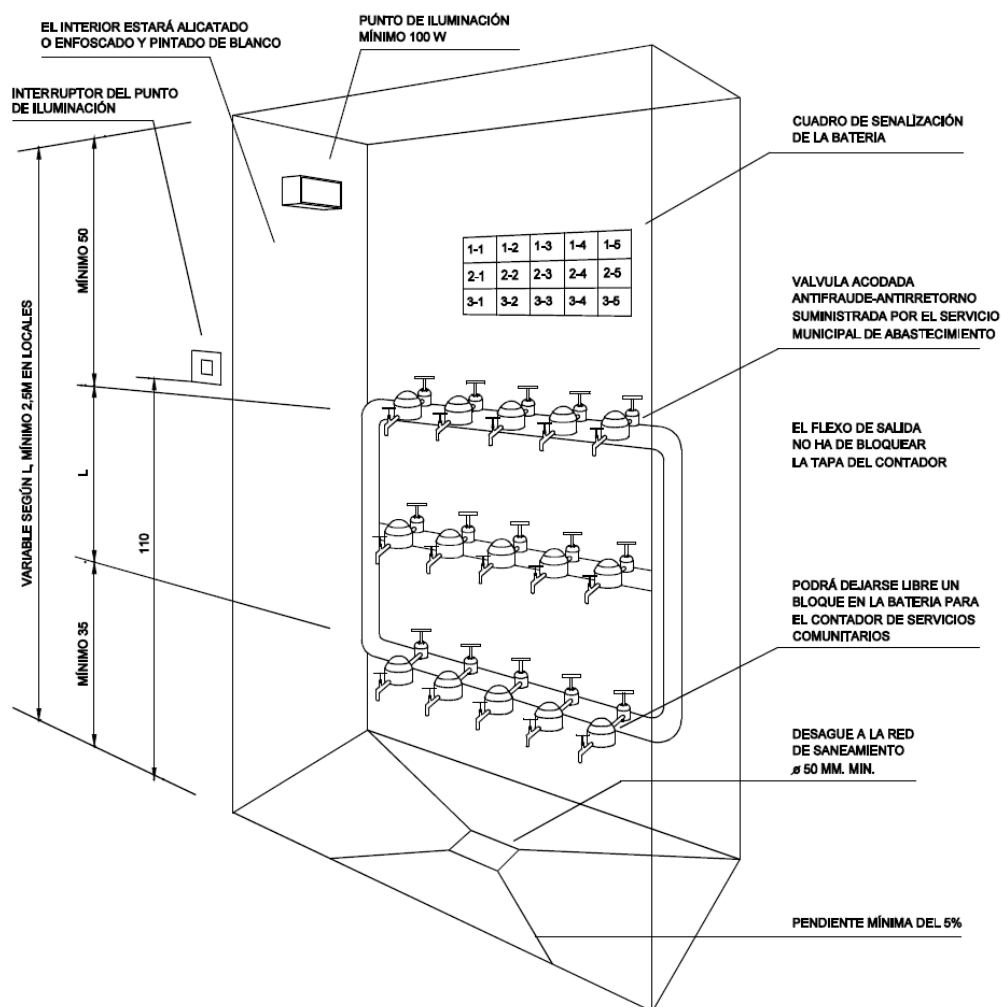 EL INTERIOR ESTARÁ ALICATADO
O ENFOSCADO Y PINTADO DE BLANCO
PUNTO DE ILUMINACIÓN
MÍNIMO 100 W
INTERRUPTOR DEL PUNTO
DE ILUMINACIÓN
CUADRO DE SENALIZACIÓN
DE LA BATERIA
1-1 1-2 1-3 1-4 1-5
2-1 2-2 2-3 2-4 2-5
3-1 3-2 3-3 3-4 3-5
VALVULA ACODADA
ANTIFRAUDE-ANTIRRETORNO
SUMINISTRADA POR EL SERVICIO
MUNICIPAL DE ABASTECIMIENTO
EL FLEXO DE SALIDA
NO HA DE BLOQUEAR
LA TAPA DEL CONTADOR
PODRÁ DEJARSE LIBRE UN
BLOQUE EN LA BATERIA PARA
EL CONTADOR DE SERVICIOS
COMUNITARIOS
DESAGUE A LA RED
DE SANEAMIENTO
ø 50 MM. MIN.
PENDIENTE MÍNIMA DEL 5%
VARIABLE SEGÚN L, MÍNIMO 2,5M EN LOCALES
MÍNIMO 50
L
MÍNIMO 35
110